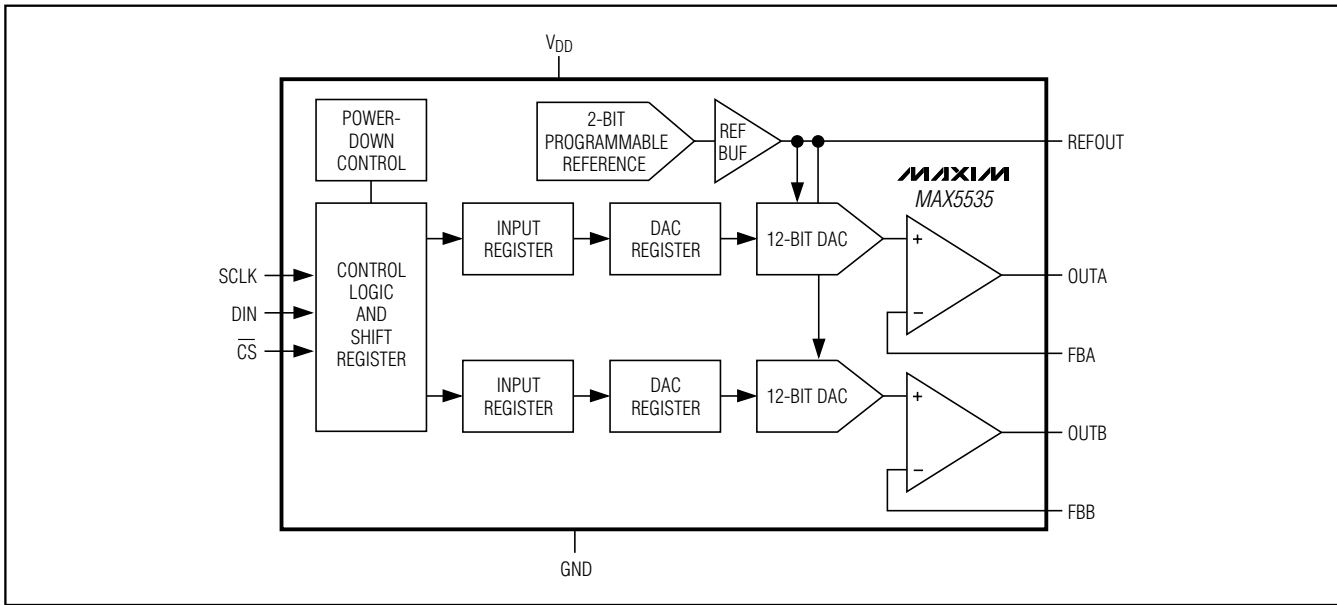 VDD
POWER-
DOWN
CONTROL
2-BIT
PROGRAMMABLE
REFERENCE
REF
BUF
REFOUT
MAXIM
MAX5535
SCLK
DIN
CS
CONTROL
LOGIC
AND
SHIFT
REGISTER
INPUT
REGISTER
DAC
REGISTER
12-BIT DAC
+
−
OUTA
FBA
INPUT
REGISTER
DAC
REGISTER
12-BIT DAC
+
−
OUTB
FBB
GND